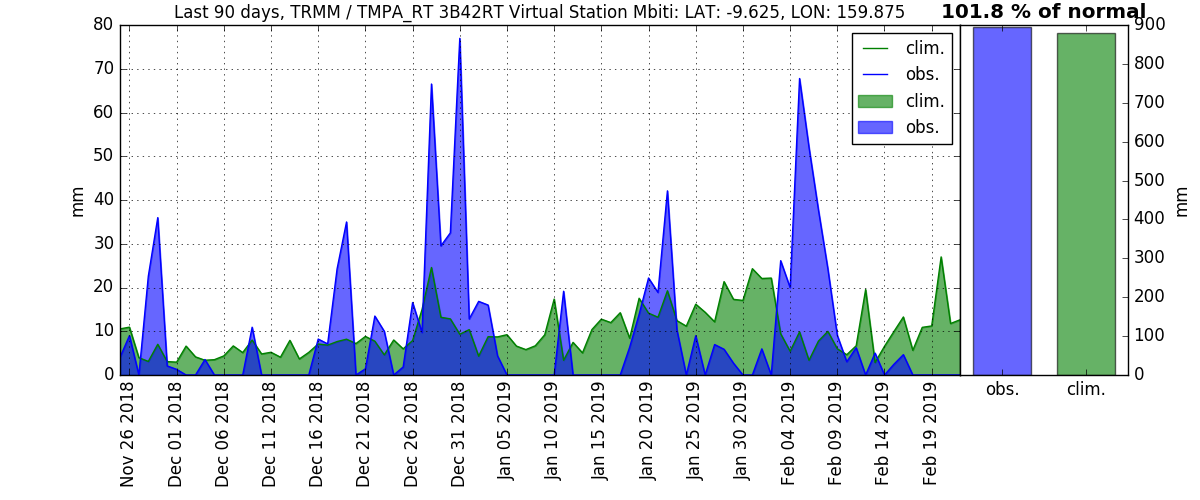 Last 90 days, TRMM / TMPA_RT 3B42RT Virtual Station Mbiti: LAT: -9.625, LON: 159.875
101.8 % of normal
80
70
60
50
40
30
20
10
0
mm
clim.
obs.
clim.
obs.
Nov 26 2018
Dec 01 2018
Dec 06 2018
Dec 11 2018
Dec 16 2018
Dec 21 2018
Dec 26 2018
Dec 31 2018
Jan 05 2019
Jan 10 2019
Jan 15 2019
Jan 20 2019
Jan 25 2019
Jan 30 2019
Feb 04 2019
Feb 09 2019
Feb 14 2019
Feb 19 2019
900
800
700
600
500
400
300
200
100
0
mm
obs.
clim.